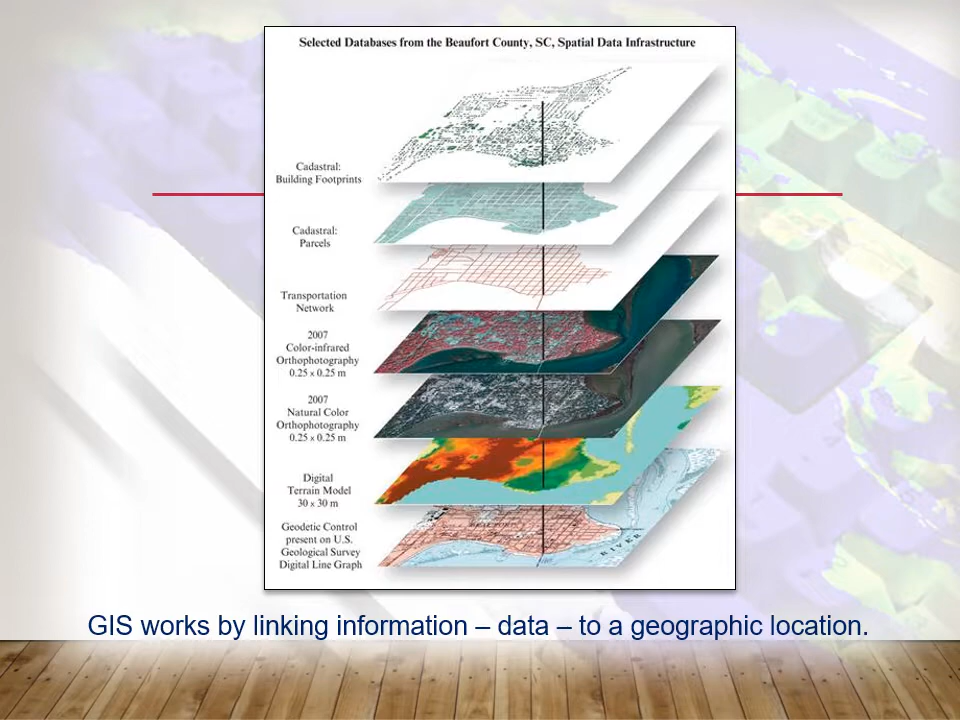 Selected Databases from the Beaufort County, SC, Spatial Data Infrastructure
Cadastral:
Building Footprints
Cadastral:
Parcels
Transportation
Network
2007
Color-infrared
Orthophotography
0.25 x 0.25 m
2007
Natural Color
Orthophotography
0.25 x 0.25 m
Digital
Terrain Model
30 x 30 m
Geodetic Control
present on U.S.
Geological Survey
Digital Line Graph
BEAUFORT
RIVER
GIS works by linking information – data – to a geographic location.